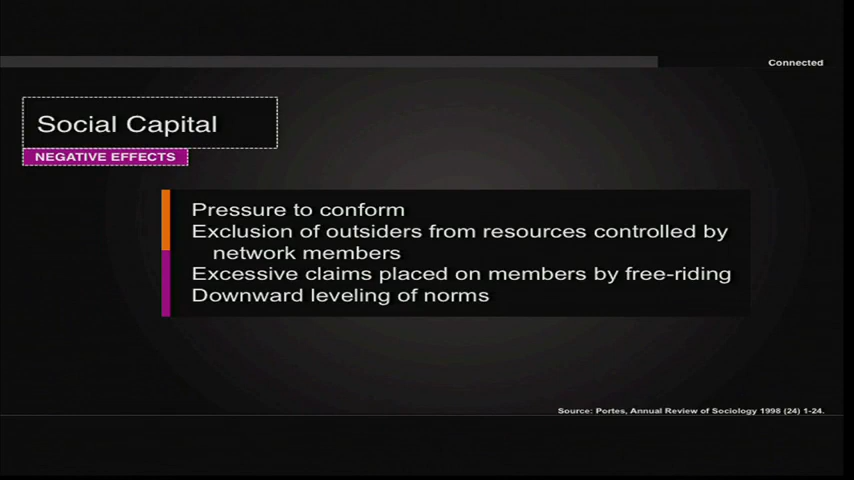 Connected
Social Capital
NEGATIVE EFFECTS
Pressure to conform
Exclusion of outsiders from resources controlled by
network members
Excessive claims placed on members by free-riding
Downward leveling of norms
Source: Portes, Annual Review of Sociology 1998 (24) 1-24.